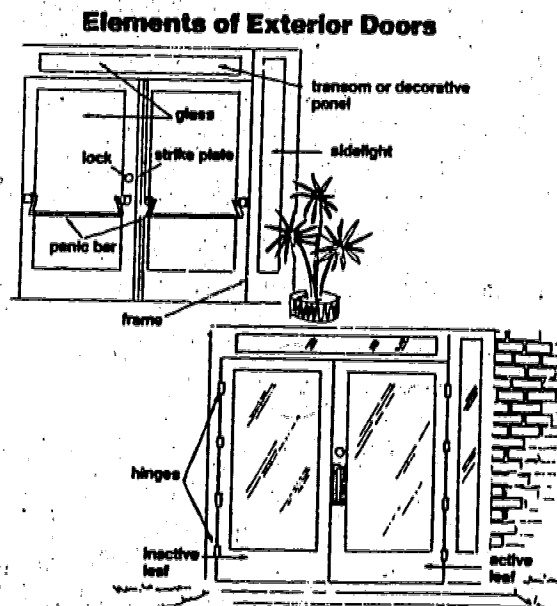 Elements of Exterior Doors
transom or decorative
panel
glass
lock
strike plate
sidelight
panic bar
frame
hinges
inactive
leaf
active
leaf